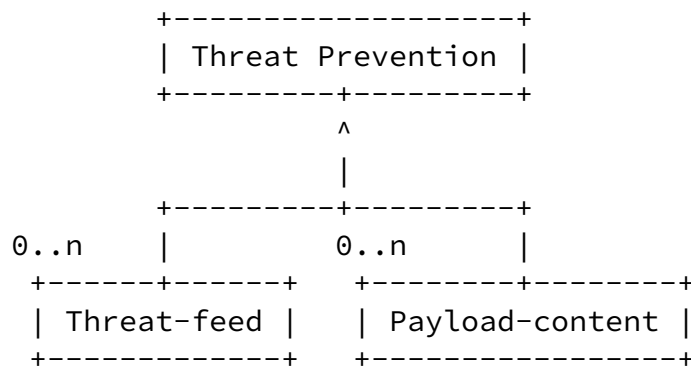 +--------------------+
| Threat Prevention |
+---------+---------+
^
|
+---------+---------+
0..n | 0..n |
+------+------+ +--------+--------+
| Threat-feed | | Payload-content |
+-------------+ +-----------------+